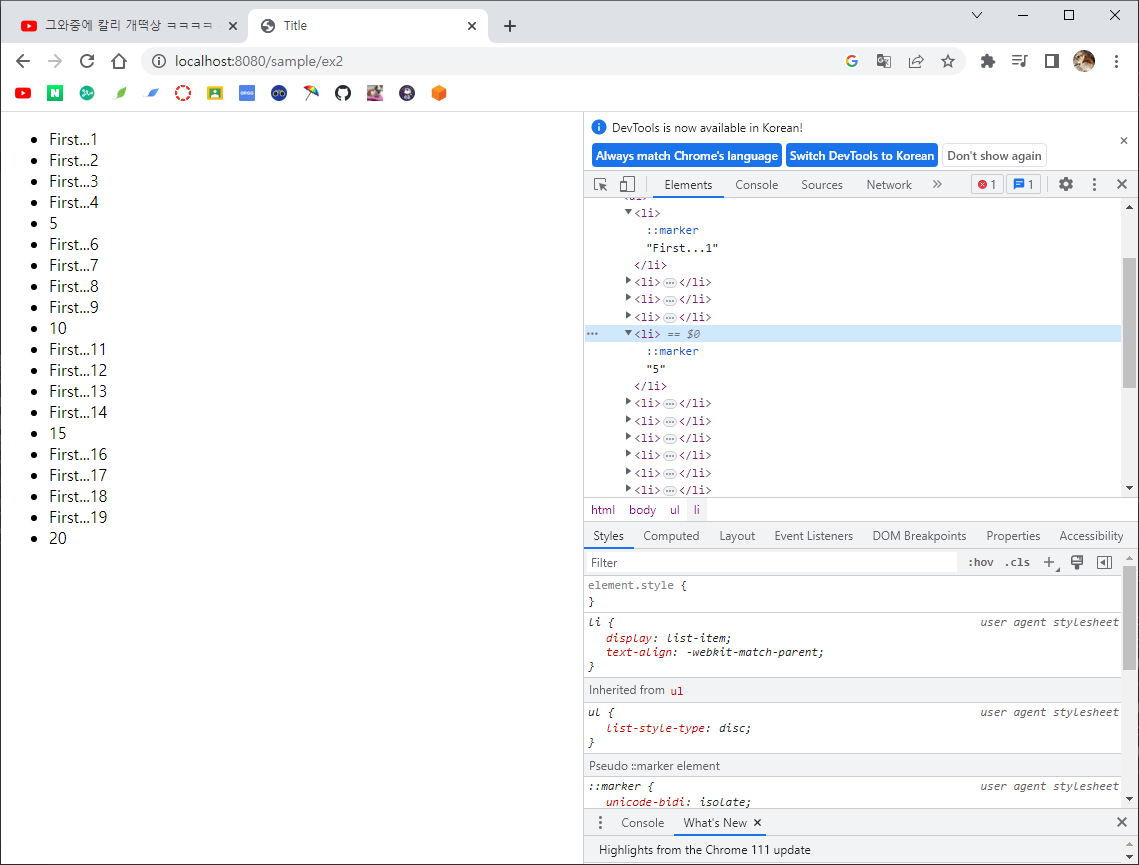 그와중에 칼리 개떡상 ㅋㅋㅋㅋ
Title
localhost:8080/sample/ex2
First...1
First...2
First...3
First...4
5
First...6
First...7
First...8
First...9
10
First...11
First...12
First...13
First...14
15
First...16
First...17
First...18
First...19
20
DevTools is now available in Korean!
Always match Chrome's language Switch DevTools to Korean Don't show again
Elements Console Sources Network » 1 1
<li>
::marker
"First...1"
</li>
<li>…</li>
<li>…</li>
<li>…</li>
<li> == $0
::marker
"5"
</li>
<li>…</li>
<li>…</li>
<li>…</li>
<li>…</li>
<li>…</li>
<li>…</li>
html body ul li
Styles Computed Layout Event Listeners DOM Breakpoints Properties Accessibility
Filter :hov .cls +
element.style {
}
li { user agent stylesheet
display: list-item;
text-align: -webkit-match-parent;
}
Inherited from ul
ul { user agent stylesheet
list-style-type: disc;
}
Pseudo ::marker element
::marker { user agent stylesheet
unicode-bidi: isolate;
Console What's New
Highlights from the Chrome 111 update